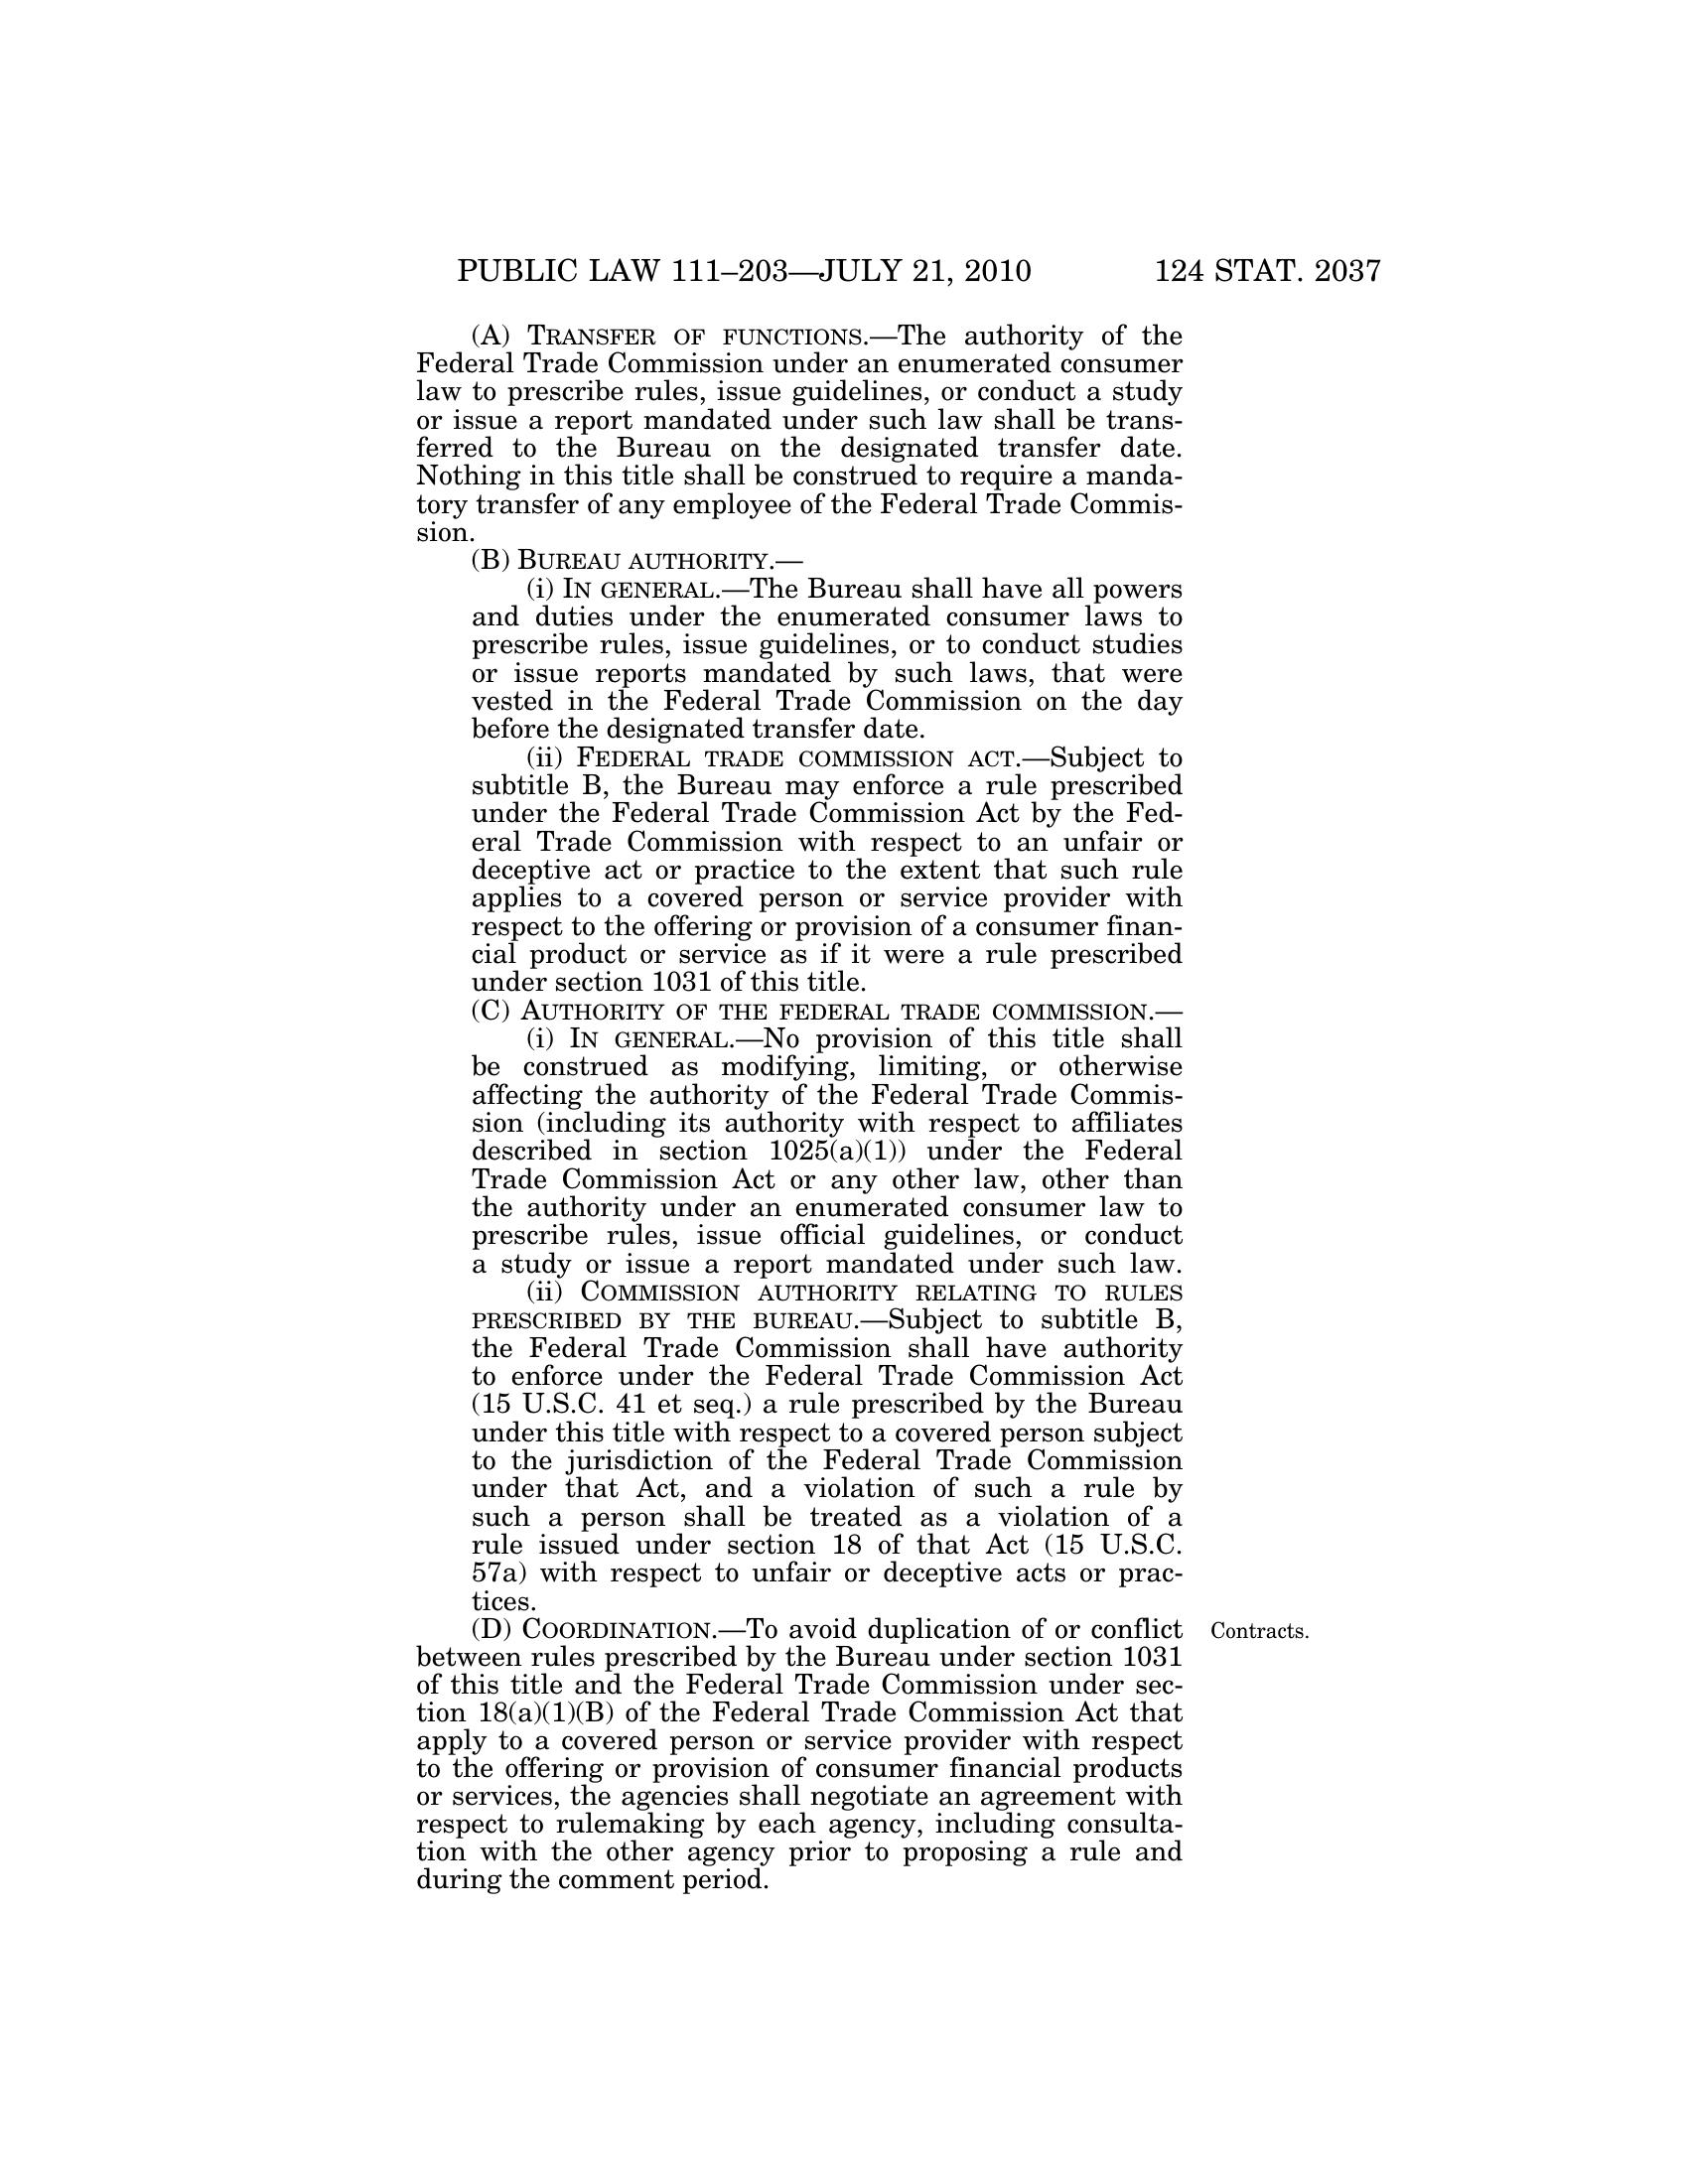 PUBLIC LAW 111–203—JULY 21, 2010 124 STAT. 2037
(A) TRANSFER OF FUNCTIONS.—The authority of the
Federal Trade Commission under an enumerated consumer
law to prescribe rules, issue guidelines, or conduct a study
or issue a report mandated under such law shall be trans-
ferred to the Bureau on the designated transfer date.
Nothing in this title shall be construed to require a manda-
tory transfer of any employee of the Federal Trade Commis-
sion.
(B) BUREAU AUTHORITY.—
(i) IN GENERAL.—The Bureau shall have all powers
and duties under the enumerated consumer laws to
prescribe rules, issue guidelines, or to conduct studies
or issue reports mandated by such laws, that were
vested in the Federal Trade Commission on the day
before the designated transfer date.
(ii) FEDERAL TRADE COMMISSION ACT.—Subject to
subtitle B, the Bureau may enforce a rule prescribed
under the Federal Trade Commission Act by the Fed-
eral Trade Commission with respect to an unfair or
deceptive act or practice to the extent that such rule
applies to a covered person or service provider with
respect to the offering or provision of a consumer finan-
cial product or service as if it were a rule prescribed
under section 1031 of this title.
(C) AUTHORITY OF THE FEDERAL TRADE COMMISSION.—
(i) IN GENERAL.—No provision of this title shall
be construed as modifying, limiting, or otherwise
affecting the authority of the Federal Trade Commis-
sion (including its authority with respect to affiliates
described in section 1025(a)(1)) under the Federal
Trade Commission Act or any other law, other than
the authority under an enumerated consumer law to
prescribe rules, issue official guidelines, or conduct
a study or issue a report mandated under such law.
(ii) COMMISSION AUTHORITY RELATING TO RULES
PRESCRIBED BY THE BUREAU.—Subject to subtitle B,
the Federal Trade Commission shall have authority
to enforce under the Federal Trade Commission Act
(15 U.S.C. 41 et seq.) a rule prescribed by the Bureau
under this title with respect to a covered person subject
to the jurisdiction of the Federal Trade Commission
under that Act, and a violation of such a rule by
such a person shall be treated as a violation of a
rule issued under section 18 of that Act (15 U.S.C.
57a) with respect to unfair or deceptive acts or prac-
tices.
(D) COORDINATION.—To avoid duplication of or conflict Contracts.
between rules prescribed by the Bureau under section 1031
of this title and the Federal Trade Commission under sec-
tion 18(a)(1)(B) of the Federal Trade Commission Act that
apply to a covered person or service provider with respect
to the offering or provision of consumer financial products
or services, the agencies shall negotiate an agreement with
respect to rulemaking by each agency, including consulta-
tion with the other agency prior to proposing a rule and
during the comment period.